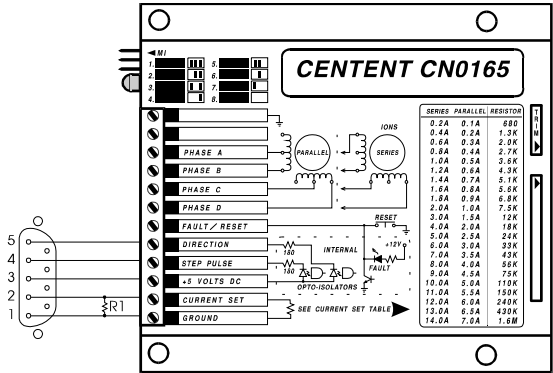 CENTENT CN0165
MI
1. 5.
2. 6.
3. 7.
4. 8.
PHASE A
PHASE B
PHASE C
PHASE D
FAULT/RESET
DIRECTION
STEP PULSE
+5 VOLTS DC
CURRENT SET
GROUND
IONS
PARALLEL
SERIES
RESET
INTERNAL
+12V
180
180
FAULT
OPTO-ISOLATORS
SEE CURRENT SET TABLE
5
4
3
2
1
R1
SERIES PARALLEL RESISTOR
0.2A 0.1A 680
0.4A 0.2A 1.3K
0.6A 0.3A 2.0K
0.8A 0.4A 2.7K
1.0A 0.5A 3.6K
1.2A 0.6A 4.3K
1.4A 0.7A 5.1K
1.6A 0.8A 5.6K
1.8A 0.9A 6.8K
2.0A 1.0A 7.5K
3.0A 1.5A 12K
4.0A 2.0A 18K
5.0A 2.5A 24K
6.0A 3.0A 33K
7.0A 3.5A 43K
8.0A 4.0A 56K
9.0A 4.5A 75K
10.0A 5.0A 110K
11.0A 5.5A 150K
12.0A 6.0A 240K
13.0A 6.5A 430K
14.0A 7.0A 1.6M
TRIM